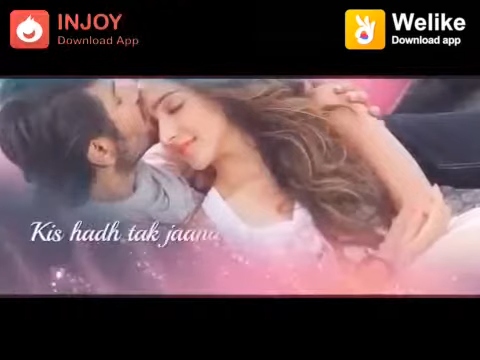 INJOY
Download App
Welike
Download app
Kis hadh tak jaana